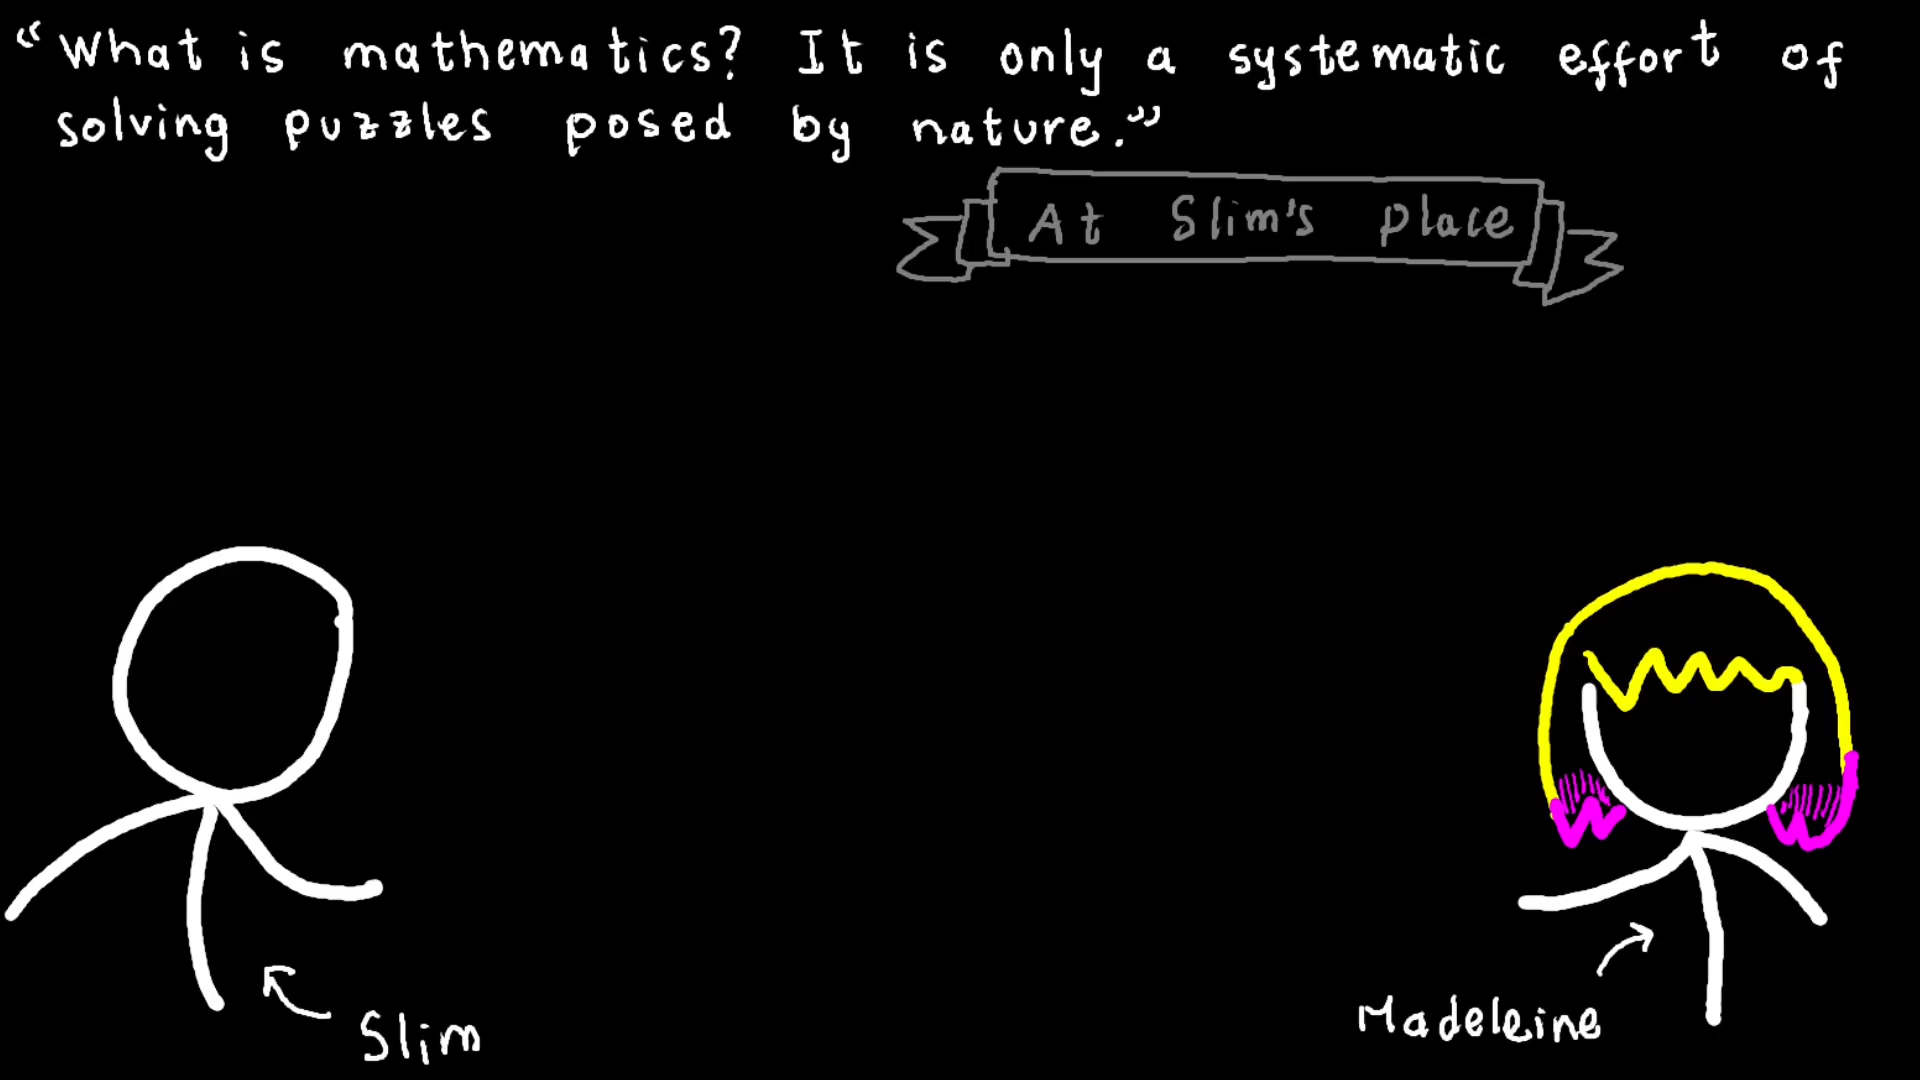 “What is mathematics? It is only a systematic effort of
solving puzzles posed by nature.”
At Slim's place
Slim
Madeleine